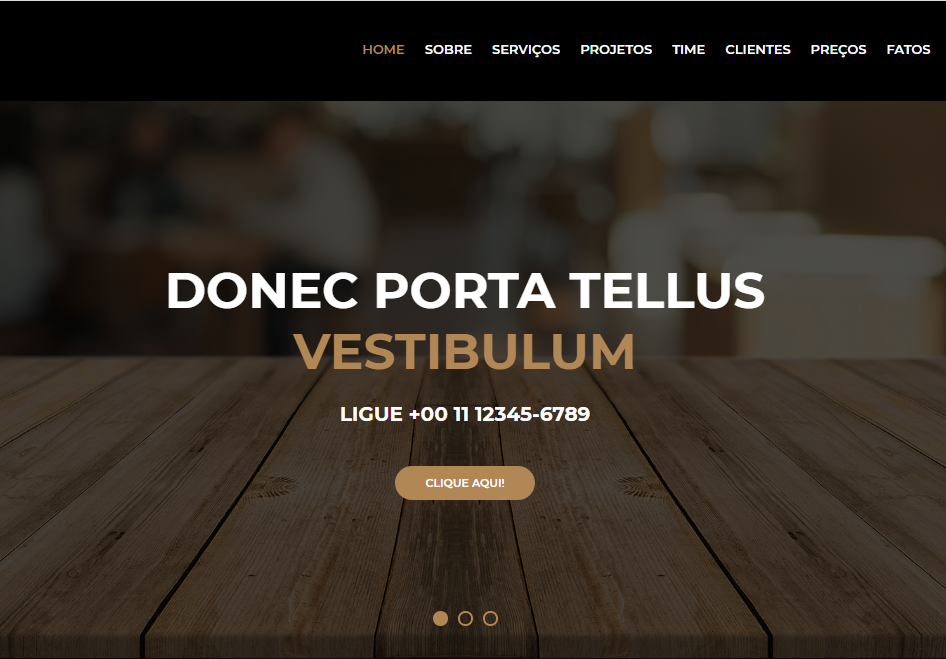 HOME SOBRE SERVIÇOS PROJETOS TIME CLIENTES PREÇOS FATOS
DONEC PORTA TELLUS
VESTIBULUM
LIGUE +00 11 12345-6789
CLIQUE AQUI!